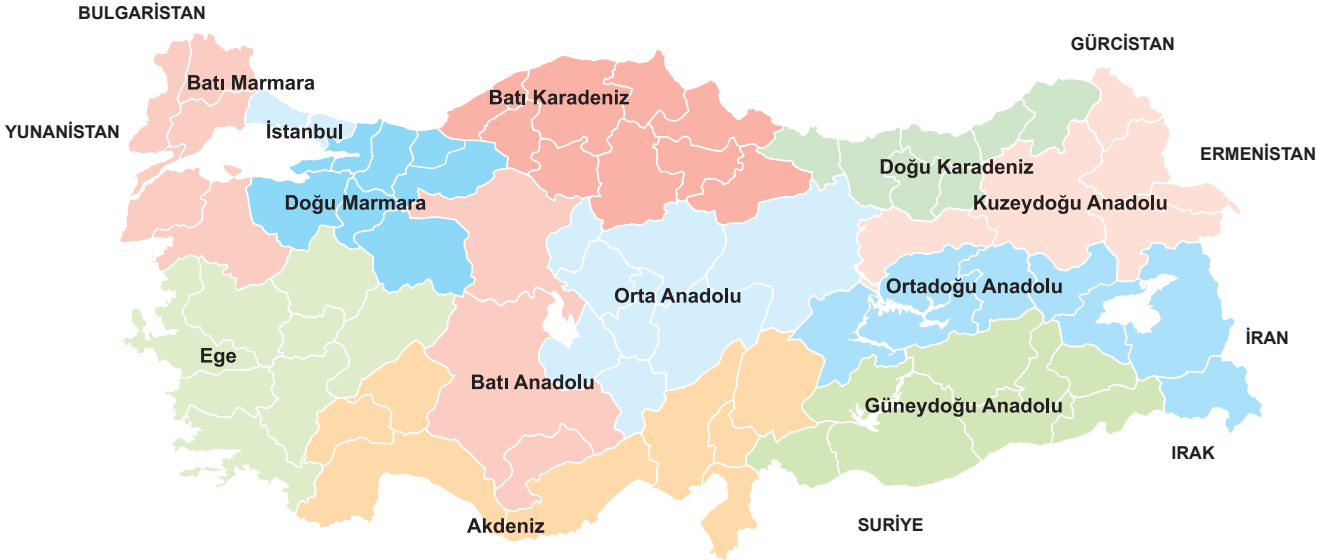 BULGARİSTAN
GÜRCİSTAN
Batı Marmara
Batı Karadeniz
YUNANİSTAN
İstanbul
ERMENİSTAN
Doğu Karadeniz
Doğu Marmara
Kuzeydoğu Anadolu
Ortadoğu Anadolu
Orta Anadolu
İRAN
Ege
Batı Anadolu
Güneydoğu Anadolu
IRAK
Akdeniz
SURİYE